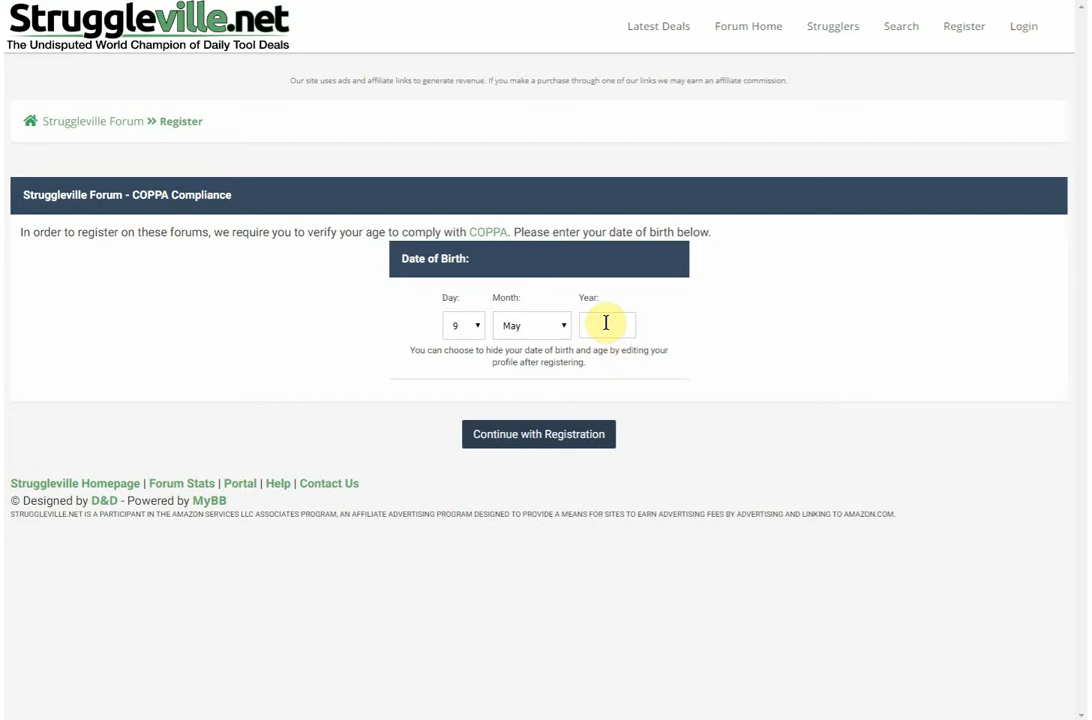 Struggleville.net
The Undisputed World Champion of Daily Tool Deals
Latest Deals Forum Home Strugglers Search Register Login
Our site uses ads and affiliate links to generate revenue. If you make a purchase through one of our links we may earn an affiliate commission.
Struggleville Forum » Register
Struggleville Forum - COPPA Compliance
In order to register on these forums, we require you to verify your age to comply with COPPA. Please enter your date of birth below.
Date of Birth:
Day: Month: Year:
9 May
You can choose to hide your date of birth and age by editing your
profile after registering.
Continue with Registration
Struggleville Homepage | Forum Stats | Portal | Help | Contact Us
© Designed by D&D - Powered by MyBB
STRUGGLEVILLE.NET IS A PARTICIPANT IN THE AMAZON SERVICES LLC ASSOCIATES PROGRAM, AN AFFILIATE ADVERTISING PROGRAM DESIGNED TO PROVIDE A MEANS FOR SITES TO EARN ADVERTISING FEES BY ADVERTISING AND LINKING TO AMAZON.COM.